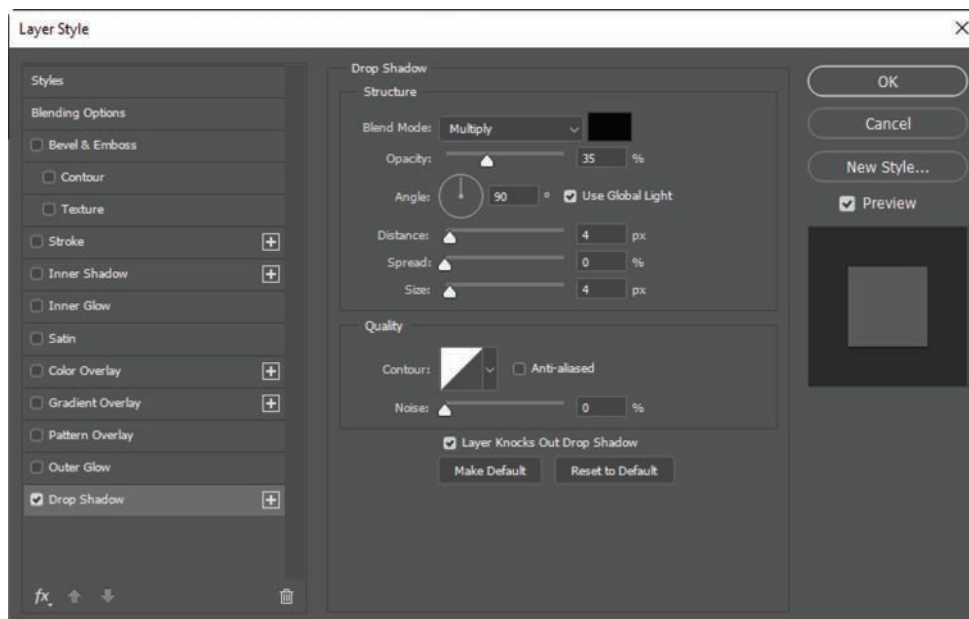 Layer Style
Styles
Blending Options
Bevel & Emboss
Contour
Texture
Stroke
Inner Shadow
Inner Glow
Satin
Color Overlay
Gradient Overlay
Pattern Overlay
Outer Glow
Drop Shadow
fx
Drop Shadow
Structure
Blend Mode: Multiply
Opacity: 35 %
Angle: 90 ° Use Global Light
Distance: 4 px
Spread: 0 %
Size: 4 px
Quality
Contour: Anti-aliased
Noise: 0 %
Layer Knocks Out Drop Shadow
Make Default Reset to Default
OK
Cancel
New Style...
Preview